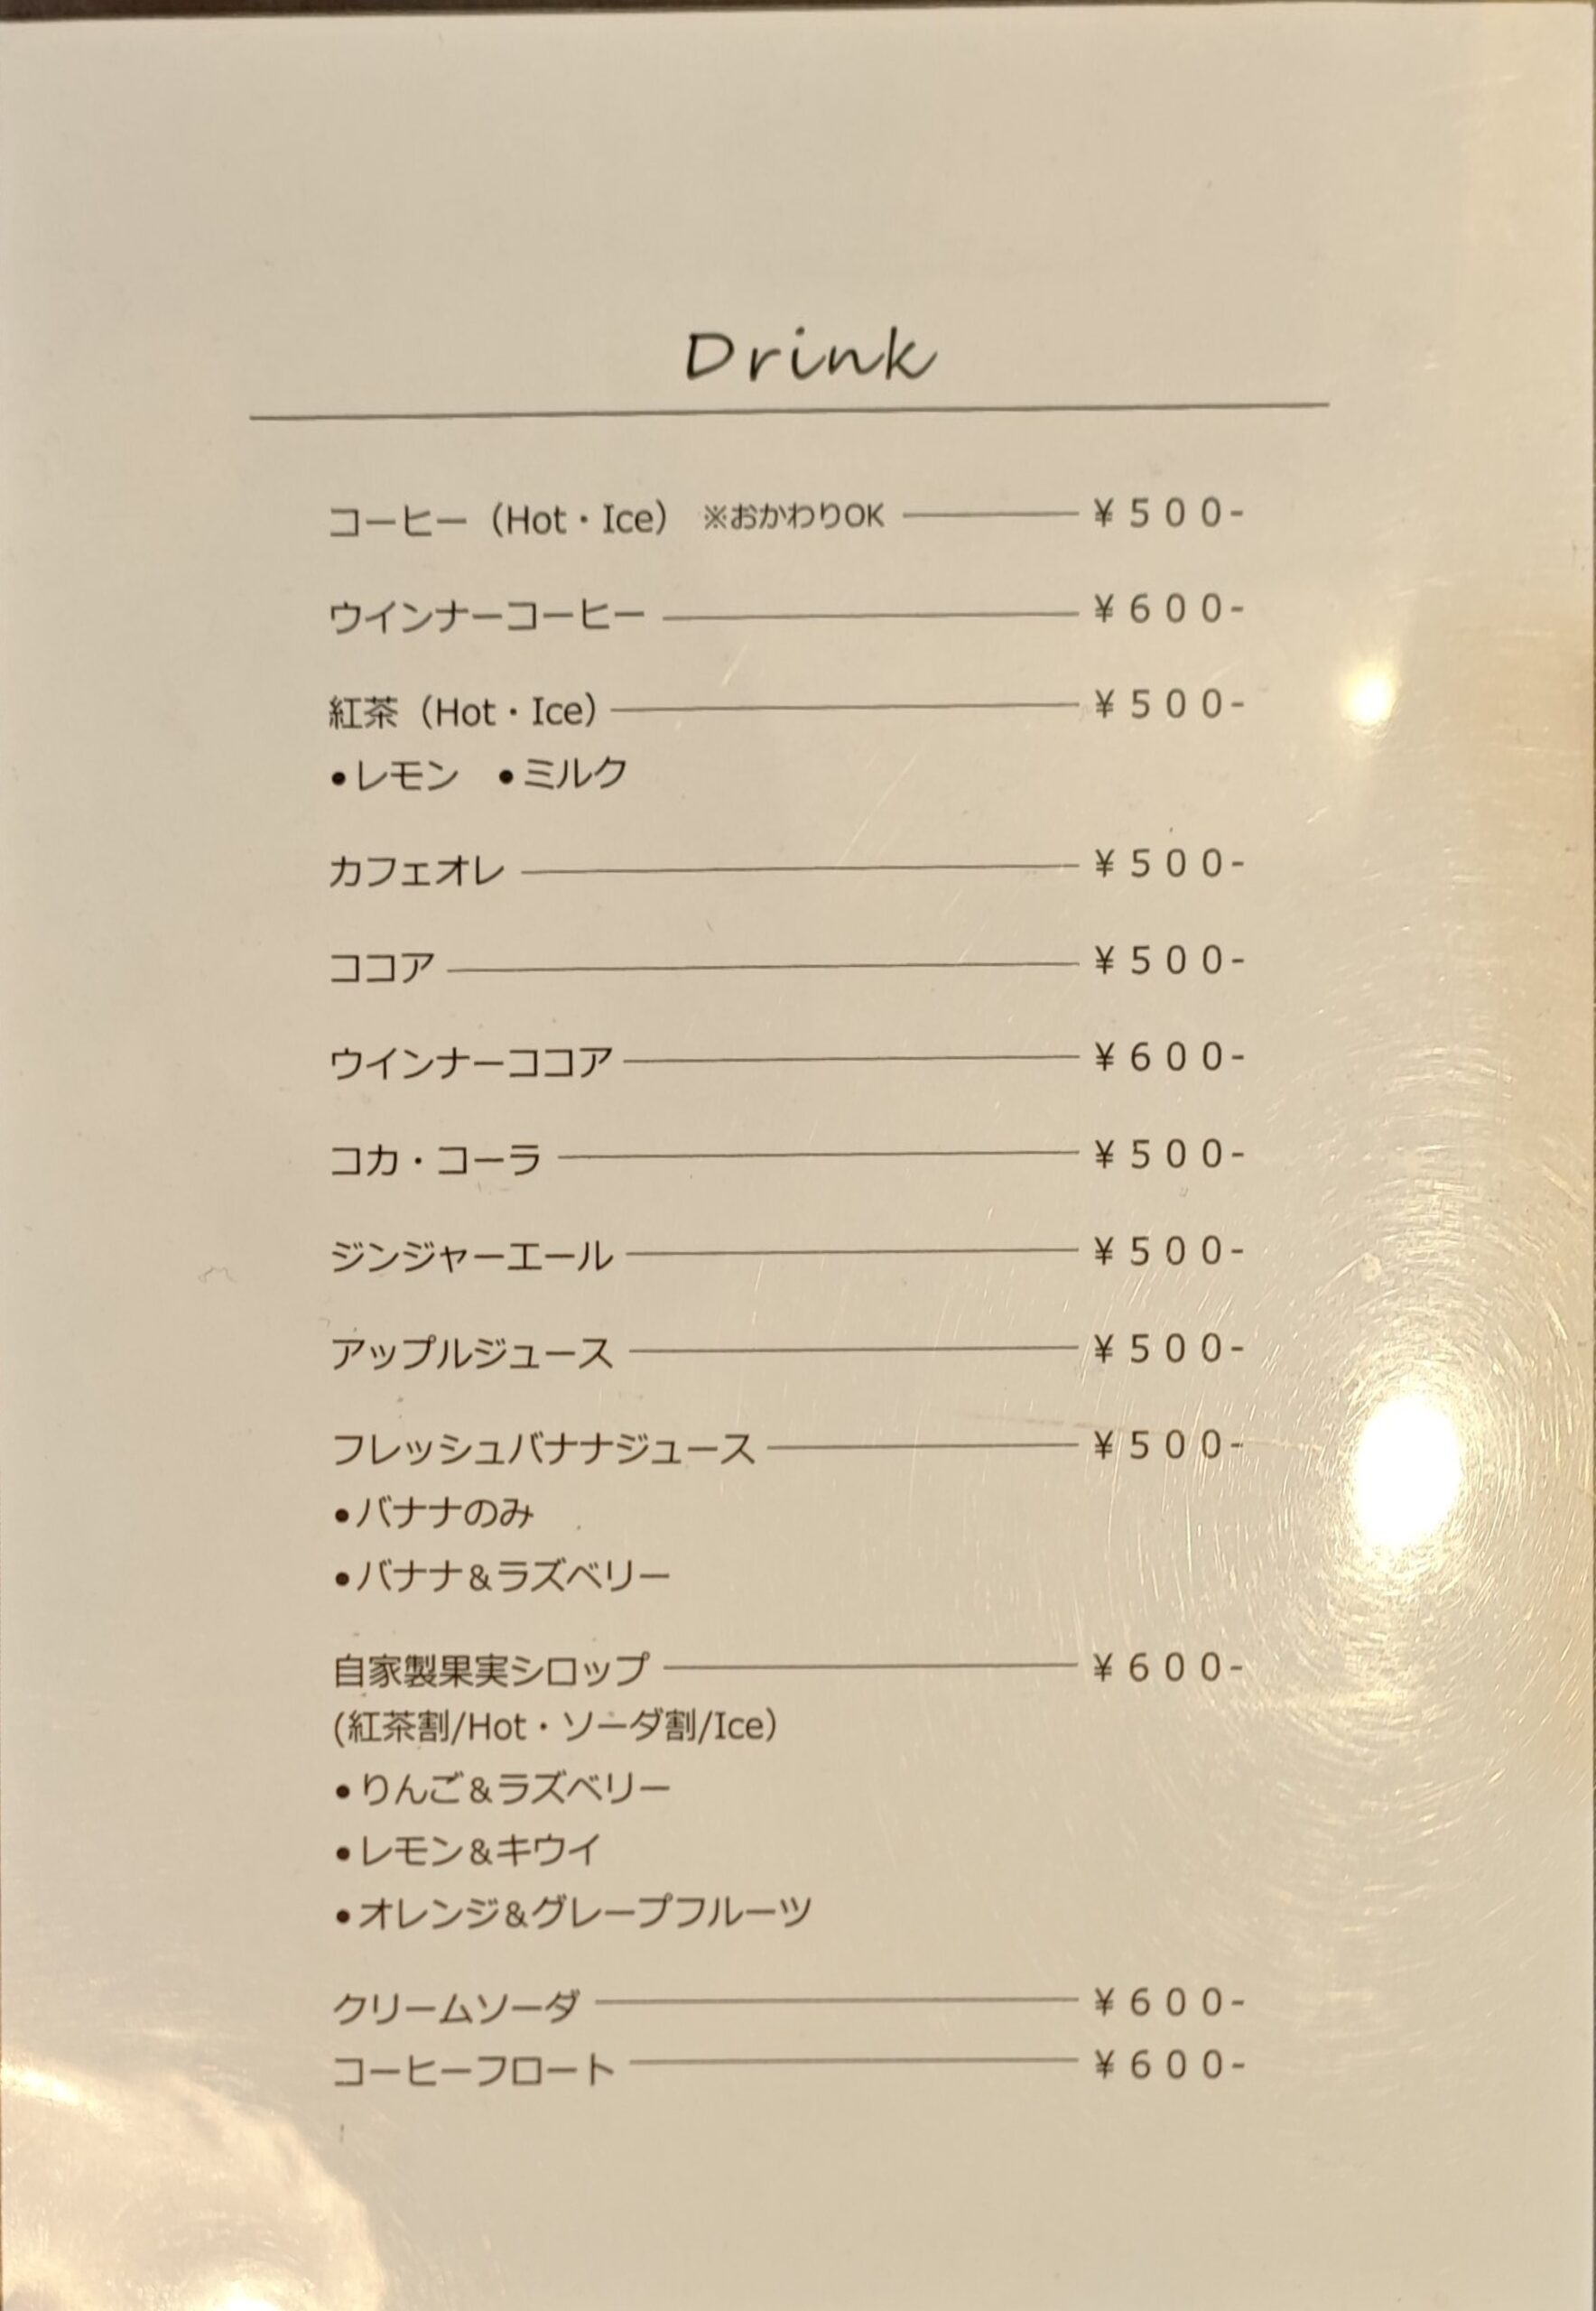 Drink
コーヒー（Hot・Ice） ※おかわりOK ¥500-
ウインナーコーヒー ¥600-
紅茶（Hot・Ice） ¥500-
●レモン ●ミルク
カフェオレ ¥500-
ココア ¥500-
ウインナーココア ¥600-
コカ・コーラ ¥500-
ジンジャーエール ¥500-
アップルジュース ¥500-
フレッシュバナナジュース ¥500-
●バナナのみ
●バナナ&ラズベリー
自家製果実シロップ ¥600-
(紅茶割/Hot・ソーダ割/Ice）
●りんご&ラズベリー
●レモン&キウイ
●オレンジ&グレープフルーツ
クリームソーダ ¥600-
コーヒーフロート ¥600-